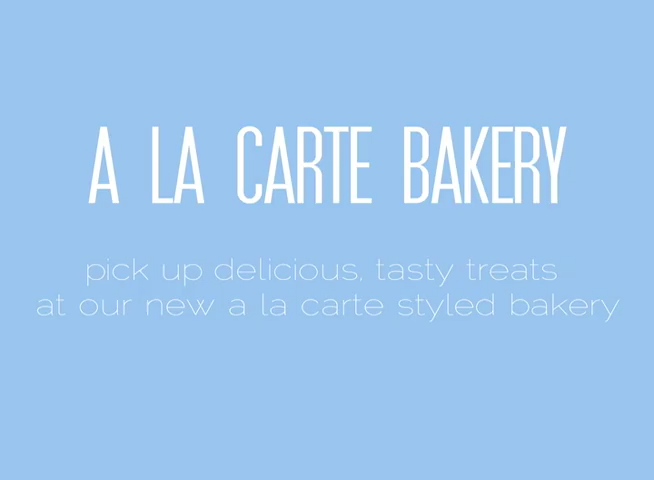 A LA CARTE BAKERY
pick up delicious, tasty treats
at our new a la carte styled bakery